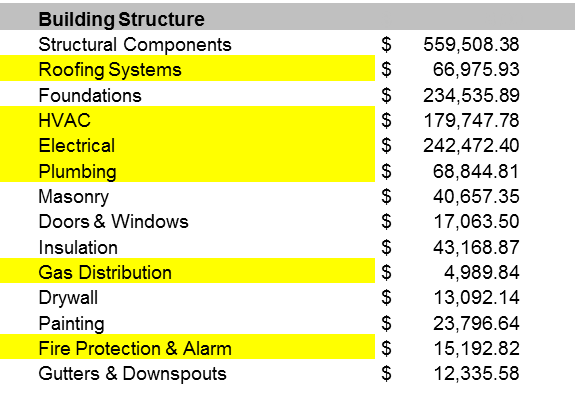 Building Structure
Structural Components $ 559,508.38
Roofing Systems $ 66,975.93
Foundations $ 234,535.89
HVAC $ 179,747.78
Electrical $ 242,472.40
Plumbing $ 68,844.81
Masonry $ 40,657.35
Doors & Windows $ 17,063.50
Insulation $ 43,168.87
Gas Distribution $ 4,989.84
Drywall $ 13,092.14
Painting $ 23,796.64
Fire Protection & Alarm $ 15,192.82
Gutters & Downspouts $ 12,335.58